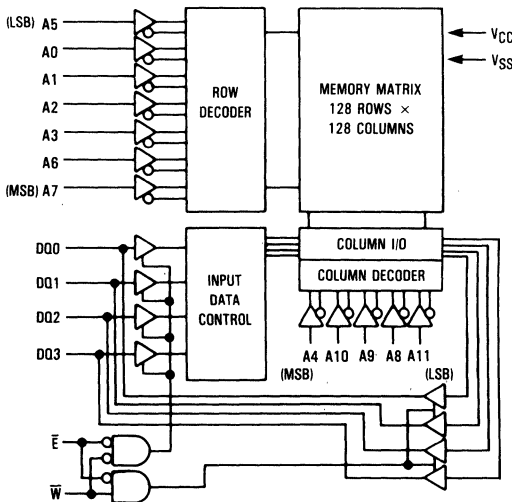 (LSB) A5
A0
A1
A2
A3
A6
(MSB) A7
ROW
DECODER
MEMORY MATRIX
128 ROWS ×
128 COLUMNS
VCC
VSS
DQ0
DQ1
DQ2
DQ3
INPUT
DATA
CONTROL
COLUMN I/O
COLUMN DECODER
A4 A10 A9 A8 A11
(MSB) (LSB)
E̅
W̅